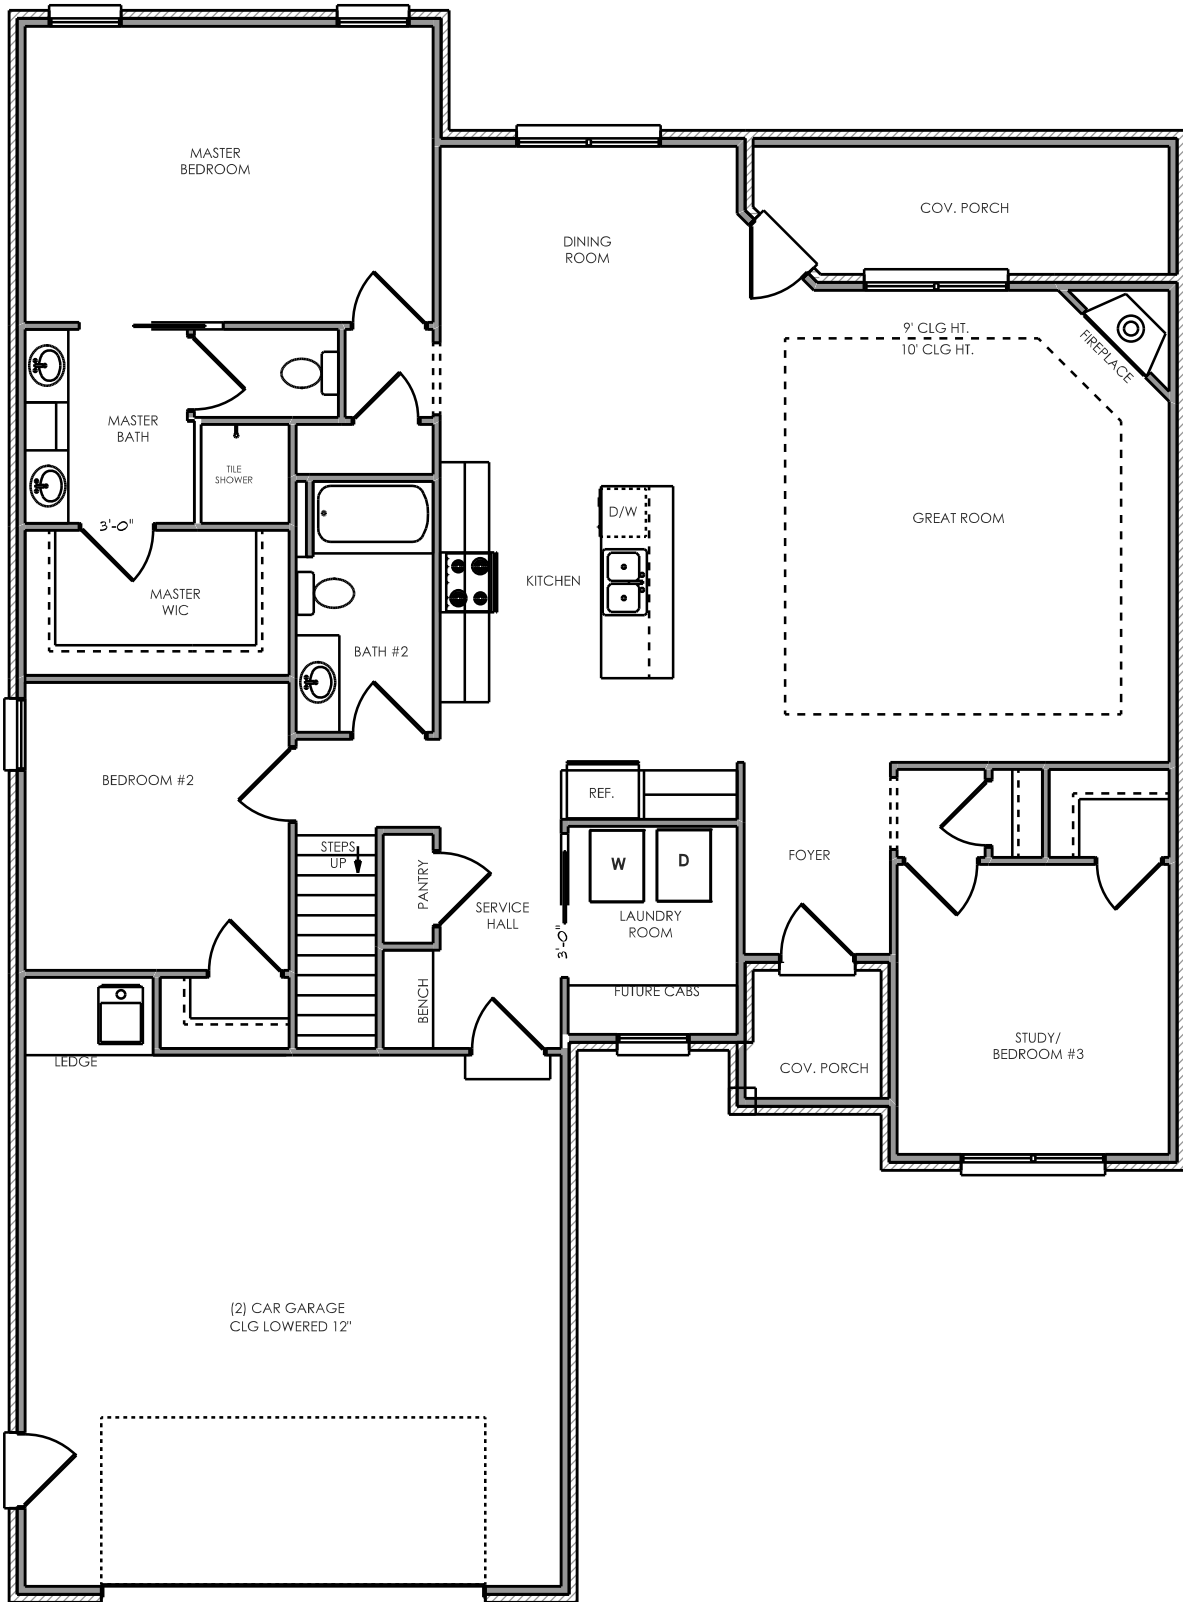 MASTER
BEDROOM
COV. PORCH
DINING
ROOM
9' CLG HT.
10' CLG HT.
FIREPLACE
MASTER
BATH
TILE
SHOWER
3'-0"
D/W
GREAT ROOM
KITCHEN
MASTER
WIC
BATH #2
BEDROOM #2
REF.
STEPS
UP
FOYER
W
D
PANTRY
SERVICE
HALL
LAUNDRY
ROOM
3'-0"
BENCH
FUTURE CABS
STUDY/
BEDROOM #3
LEDGE
COV. PORCH
(2) CAR GARAGE
CLG LOWERED 12"